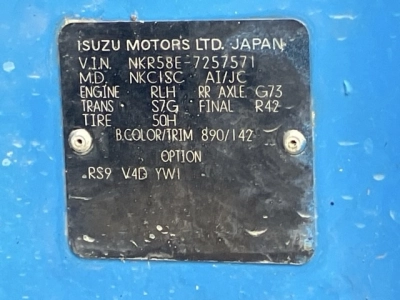 ISUZU MOTORS LTD. JAPAN
V.I.N. NKR58E-7257571
M.D. NKC1SC A1/JC
ENGINE RLH RR AXLE G73
TRANS S7G FINAL R42
TIRE 50H
B.COLOR/TRIM 890/142
OPTION
RS9 V4D YW1